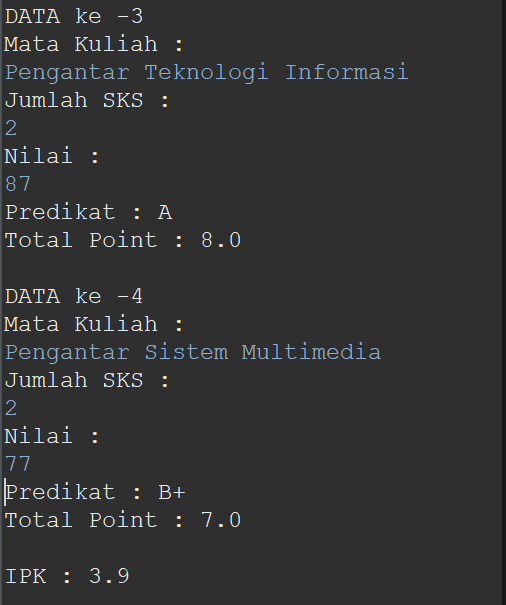 DATA ke -3
Mata Kuliah :
Pengantar Teknologi Informasi
Jumlah SKS :
2
Nilai :
87
Predikat : A
Total Point : 8.0
DATA ke -4
Mata Kuliah :
Pengantar Sistem Multimedia
Jumlah SKS :
2
Nilai :
77
Predikat : B+
Total Point : 7.0
IPK : 3.9